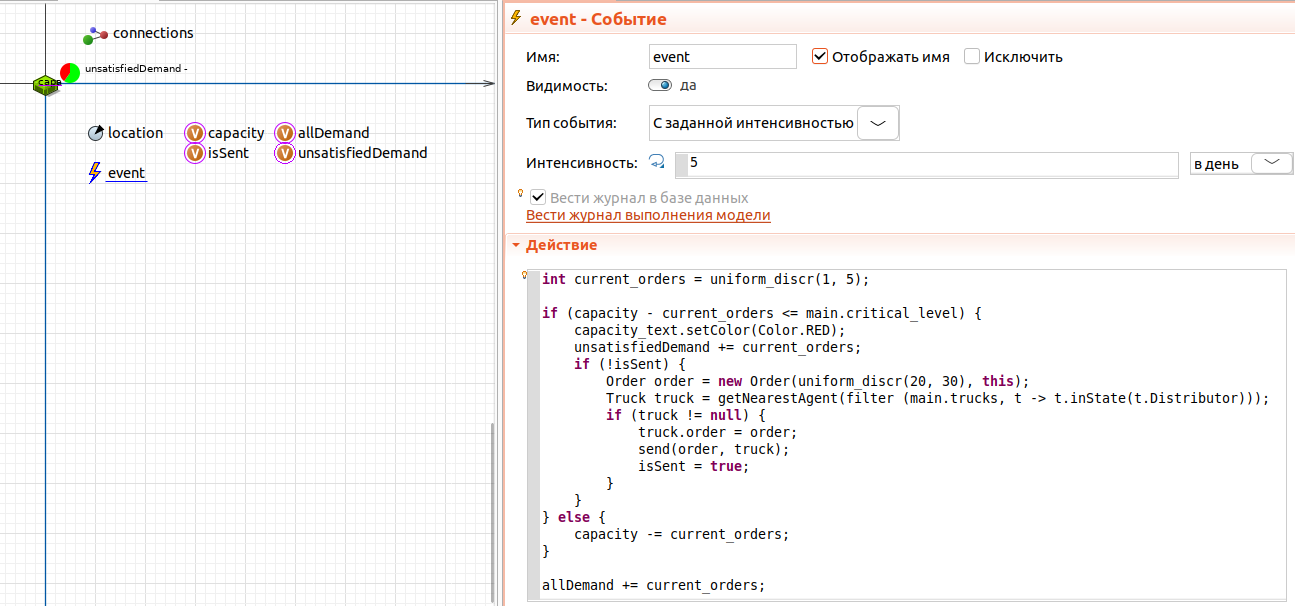 connections
unsatisfiedDemand -
capa
location
capacity
allDemand
isSent
unsatisfiedDemand
event
event - Событие
Имя:
event
Отображать имя
Исключить
Видимость:
да
Тип события:
С заданной интенсивностью
Интенсивность:
5
в день
Вести журнал в базе данных
Вести журнал выполнения модели
Действие
int current_orders = uniform_discr(1, 5);
if (capacity - current_orders <= main.critical_level) {
capacity_text.setColor(Color.RED);
unsatisfiedDemand += current_orders;
if (!isSent) {
Order order = new Order(uniform_discr(20, 30), this);
Truck truck = getNearestAgent(filter (main.trucks, t -> t.inState(t.Distributor)));
if (truck != null) {
truck.order = order;
send(order, truck);
isSent = true;
}
}
} else {
capacity -= current_orders;
}
allDemand += current_orders;